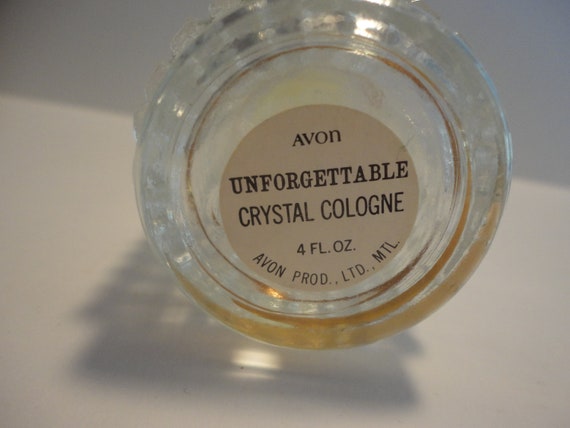 AVON
UNFORGETTABLE
CRYSTAL COLOGNE
4 FL. OZ.
AVON PROD., LTD., MTL.